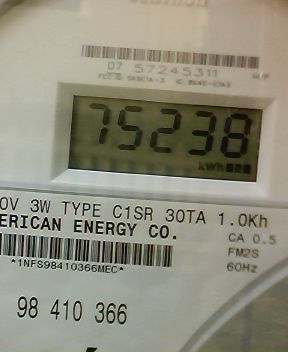 07 57245311
75238
kWh
0V 3W TYPE C1SR 30TA 1.0Kh
ERICAN ENERGY CO. CA 0.5
FM2S
*1NFS98410366MEC* 60Hz
98 410 366